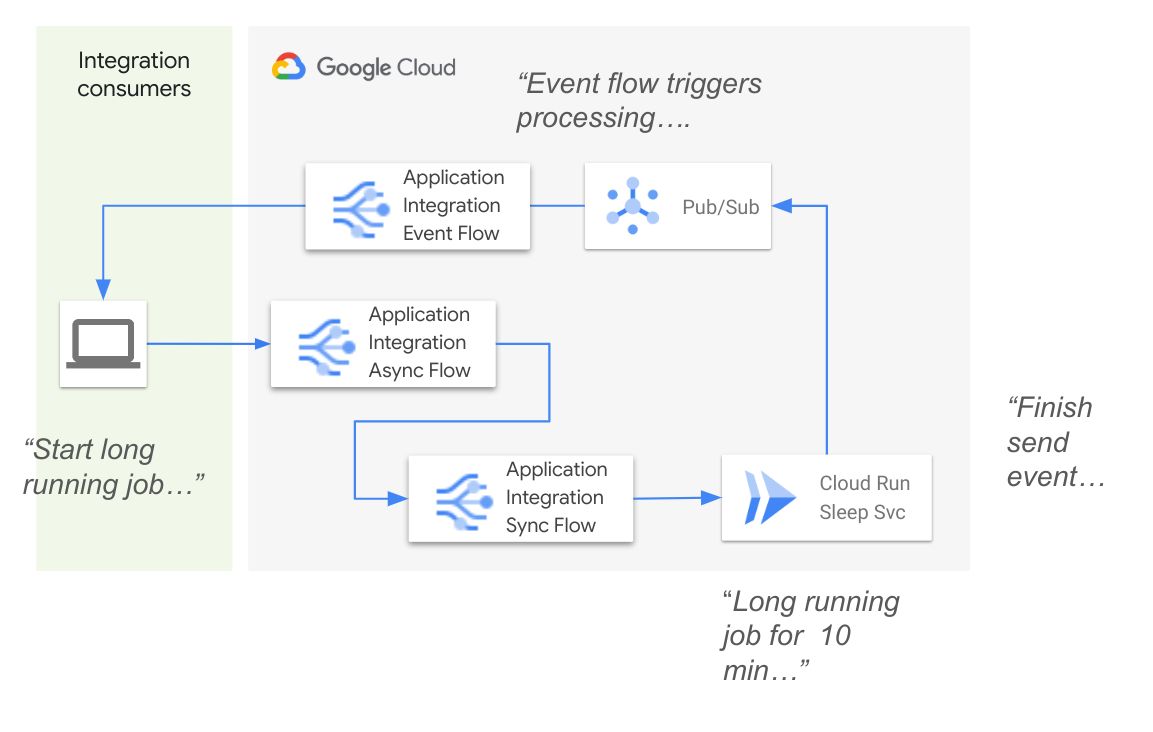 Integration
consumers
Google Cloud
“Event flow triggers
processing….
Application
Integration
Event Flow
Pub/Sub
Application
Integration
Async Flow
“Start long
running job…”
Application
Integration
Sync Flow
Cloud Run
Sleep Svc
“Finish
send
event…
“Long running
job for  10
min…”